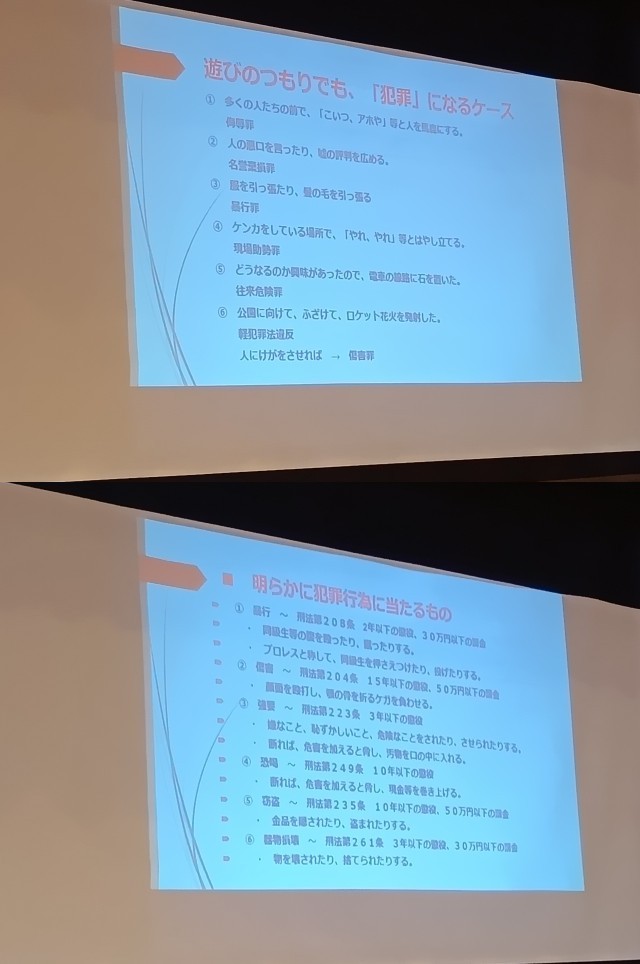 遊びのつもりでも、「犯罪」になるケース
① 多くの人たちの前で、「こいつ、アホや」等と人を馬鹿にする。
侮辱罪
② 人の悪口を言ったり、嘘の評判を広める。
名誉毀損罪
③ 服を引っ張たり、髪の毛を引っ張る
暴行罪
④ ケンカをしている場所で、「やれ、やれ」等とはやし立てる。
現場助勢罪
⑤ どうなるのか興味があったので、電車の線路に石を置いた。
往来危険罪
⑥ 公園に向けて、ふざけて、ロケット花火を発射した。
軽犯罪法違反
人にけがをさせれば → 傷害罪
■ 明らかに犯罪行為に当たるもの
① 暴行 ～ 刑法第208条 2年以下の懲役、30万円以下の罰金
・ 同級生等の腹を殴ったり、蹴ったりする。
・ プロレスと称して、同級生を押さえつけたり、投げたりする。
② 傷害 ～ 刑法第204条 15年以下の懲役、50万円以下の罰金
・ 顔面を殴打し、顎の骨を折るケガを負わせる。
③ 強要 ～ 刑法第223条 3年以下の懲役
・ 嫌なこと、恥ずかしいこと、危険なことをされたり、させられたりする。
・ 断れば、危害を加えると脅し、汚物を口の中に入れる。
④ 恐喝 ～ 刑法第249条 10年以下の懲役
・ 断れば、危害を加えると脅し、現金等を巻き上げる。
⑤ 窃盗 ～ 刑法第235条 10年以下の懲役、50万円以下の罰金
・ 金品を隠されたり、盗まれたりする。
⑥ 器物損壊 ～ 刑法第261条 3年以下の懲役、30万円以下の罰金
・ 物を壊されたり、捨てられたりする。